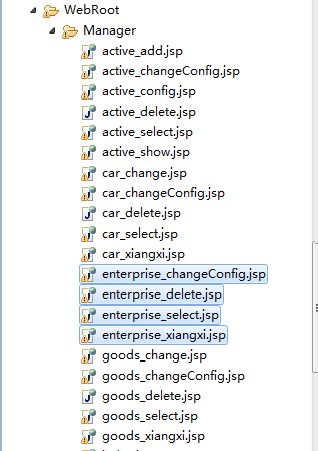 WebRoot
Manager
active_add.jsp
active_changeConfig.jsp
active_config.jsp
active_delete.jsp
active_select.jsp
active_show.jsp
car_change.jsp
car_changeConfig.jsp
car_delete.jsp
car_select.jsp
car_xiangxi.jsp
enterprise_changeConfig.jsp
enterprise_delete.jsp
enterprise_select.jsp
enterprise_xiangxi.jsp
goods_change.jsp
goods_changeConfig.jsp
goods_delete.jsp
goods_select.jsp
goods_xiangxi.jsp